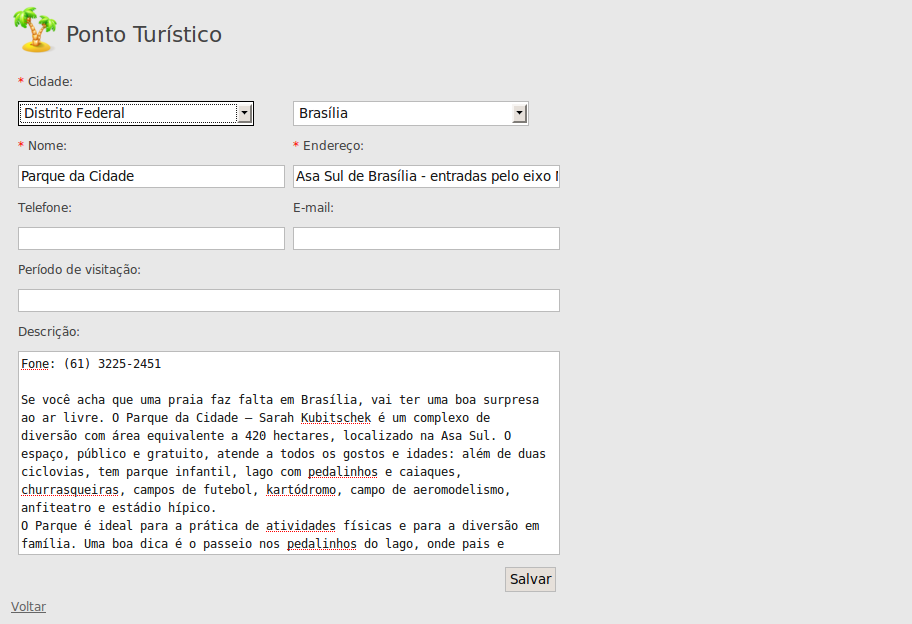 Ponto Turístico
* Cidade:
Distrito Federal Brasília
* Nome: * Endereço:
Parque da Cidade Asa Sul de Brasília - entradas pelo eixo
Telefone: E-mail:
Período de visitação:
Descrição:
Fone: (61) 3225-2451
Se você acha que uma praia faz falta em Brasília, vai ter uma boa surpresa
ao ar livre. O Parque da Cidade – Sarah Kubitschek é um complexo de
diversão com área equivalente a 420 hectares, localizado na Asa Sul. O
espaço, público e gratuito, atende a todos os gostos e idades: além de duas
ciclovias, tem parque infantil, lago com pedalinhos e caiaques,
churrasqueiras, campos de futebol, kartódromo, campo de aeromodelismo,
anfiteatro e estádio hípico.
O Parque é ideal para a prática de atividades físicas e para a diversão em
família. Uma boa dica é o passeio nos pedalinhos do lago, onde pais e
Salvar
Voltar